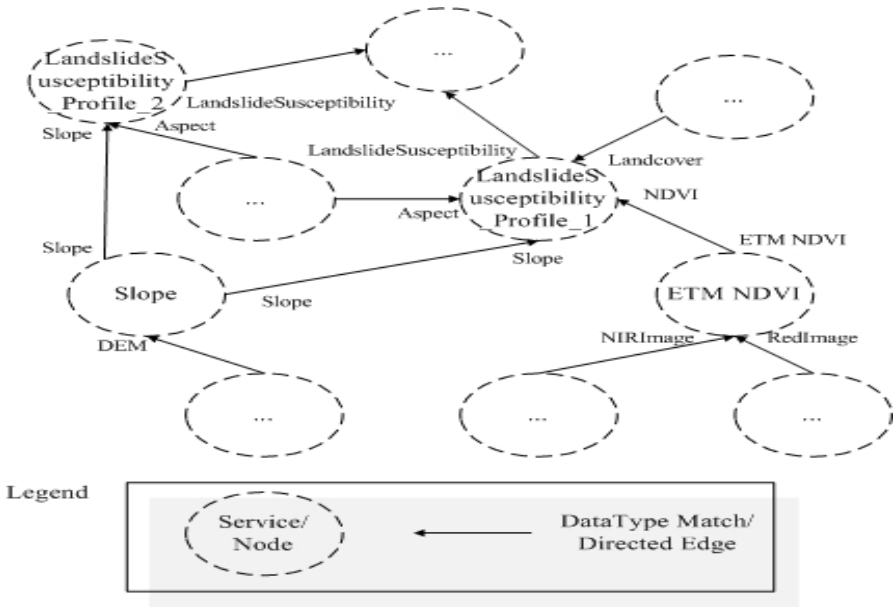 LandslideS
usceptibility
_Profile_2
...
LandslideSusceptibility
...
Slope
Aspect
LandslideSusceptibility
Landcover
LandslideS
usceptibility
_Profile_1
NDVI
...
Aspect
Slope
ETM NDVI
Slope
Slope
Slope
ETM NDVI
DEM
NIRImage
RedImage
...
...
...
Legend
Service/
Node
DataType Match/
Directed Edge